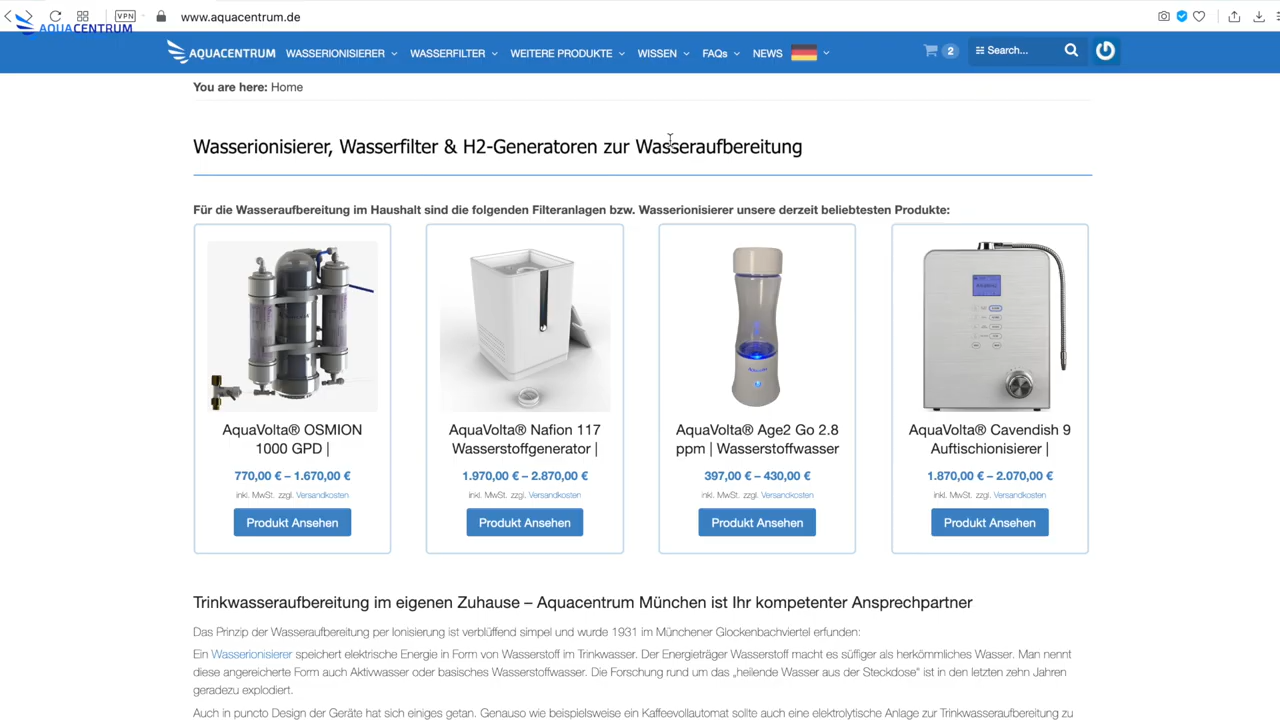 VPN
www.aquacentrum.de
AQUACENTRUM
AQUACENTRUM WASSERIONISIERER WASSERFILTER WEITERE PRODUKTE WISSEN FAQs NEWS 2 Search...
You are here: Home
Wasserionisierer, Wasserfilter & H2-Generatoren zur Wasseraufbereitung
Für die Wasseraufbereitung im Haushalt sind die folgenden Filteranlagen bzw. Wasserionisierer unsere derzeit beliebtesten Produkte:
AquaVolta® OSMION
1000 GPD |
770,00 € – 1.670,00 €
inkl. MwSt. zzgl. Versandkosten
Produkt Ansehen
AquaVolta® Nafion 117
Wasserstoffgenerator |
1.970,00 € – 2.870,00 €
inkl. MwSt. zzgl. Versandkosten
Produkt Ansehen
AquaVolta® Age2 Go 2.8
ppm | Wasserstoffwasser
397,00 € – 430,00 €
inkl. MwSt. zzgl. Versandkosten
Produkt Ansehen
AquaVolta® Cavendish 9
Auftischionisierer |
1.870,00 € – 2.070,00 €
inkl. MwSt. zzgl. Versandkosten
Produkt Ansehen
Trinkwasseraufbereitung im eigenen Zuhause – Aquacentrum München ist Ihr kompetenter Ansprechpartner
Das Prinzip der Wasseraufbereitung per Ionisierung ist verblüffend simpel und wurde 1931 im Münchener Glockenbachviertel erfunden:
Ein Wasserionisierer speichert elektrische Energie in Form von Wasserstoff im Trinkwasser. Der Energieträger Wasserstoff macht es süffiger als herkömmliches Wasser. Man nennt
diese angereicherte Form auch Aktivwasser oder basisches Wasserstoffwasser. Die Forschung rund um das „heilende Wasser aus der Steckdose“ ist in den letzten zehn Jahren
geradezu explodiert.
Auch in puncto Design der Geräte hat sich einiges getan. Genauso wie beispielsweise ein Kaffeevollautomat sollte auch eine elektrolytische Anlage zur Trinkwasseraufbereitung zu